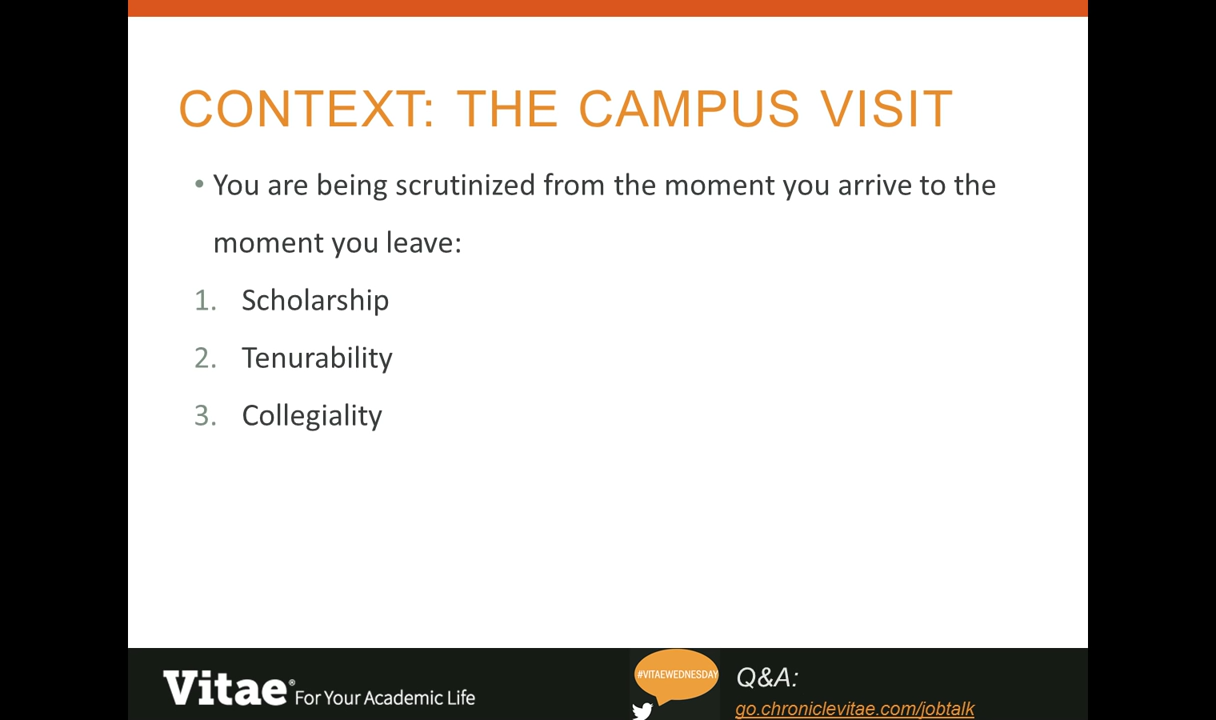 CONTEXT: THE CAMPUS VISIT
• You are being scrutinized from the moment you arrive to the
moment you leave:
1. Scholarship
2. Tenurability
3. Collegiality
Vitae® For Your Academic Life
#VITAEWEDNESDAY
Q&A:
go.chroniclevitae.com/jobtalk